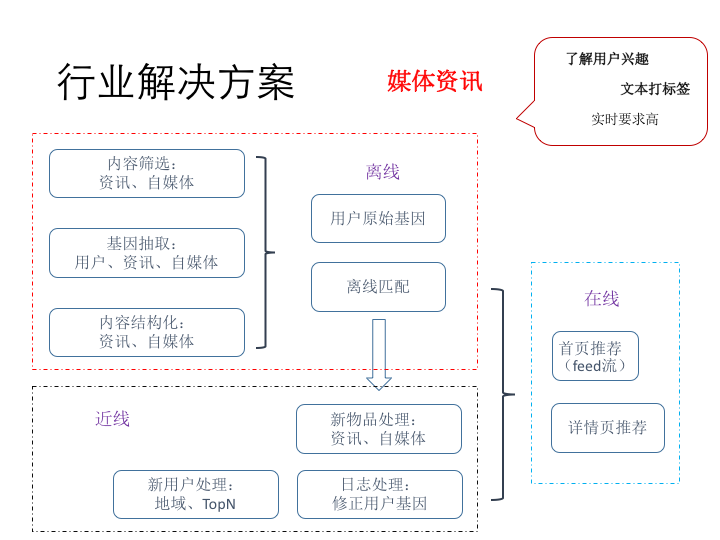 行业解决方案
媒体资讯
了解用户兴趣
文本打标签
实时要求高
内容筛选：
资讯、自媒体
基因抽取：
用户、资讯、自媒体
内容结构化：
资讯、自媒体
离线
用户原始基因
离线匹配
近线
新物品处理：
资讯、自媒体
新用户处理：
地域、TopN
日志处理：
修正用户基因
在线
首页推荐
（feed流）
详情页推荐